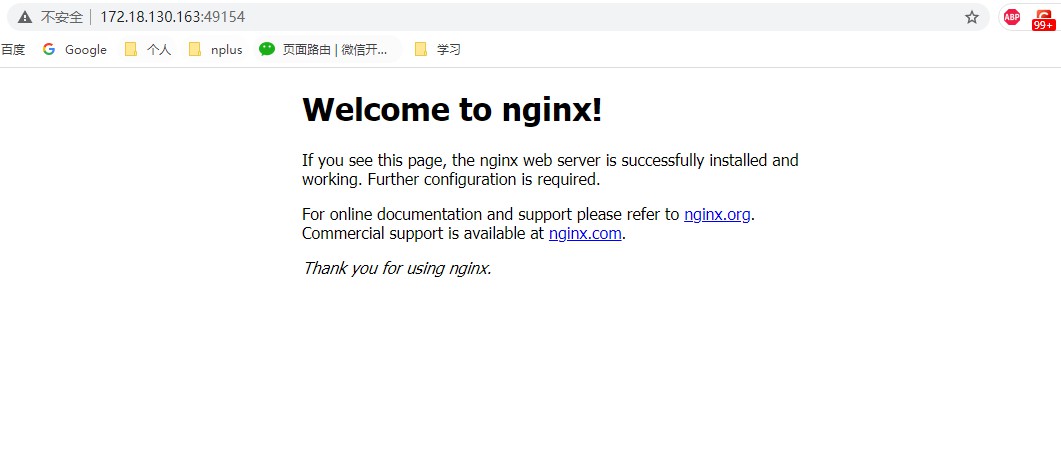 不安全 172.18.130.163:49154
ABP
99+
百度 Google 个人 nplus 页面路由 | 微信开... 学习
Welcome to nginx!
If you see this page, the nginx web server is successfully installed and
working. Further configuration is required.
For online documentation and support please refer to nginx.org.
Commercial support is available at nginx.com.
Thank you for using nginx.